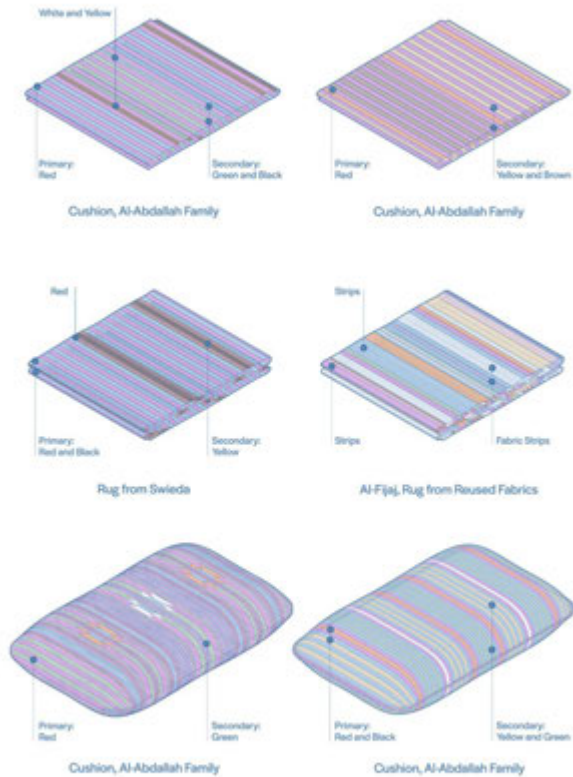 White and Yellow
Primary:
Red
Secondary:
Green and Black
Cushion, Al-Abdallah Family
Primary:
Red
Secondary:
Yellow and Brown
Cushion, Al-Abdallah Family
Red
Primary:
Red and Black
Secondary:
Yellow
Rug from Swieda
Strips
Strips
Fabric Strips
Al-Fijaj, Rug from Reused Fabrics
Primary:
Red
Secondary:
Green
Cushion, Al-Abdallah Family
Primary:
Red and Black
Secondary:
Yellow and Green
Cushion, Al-Abdallah Family